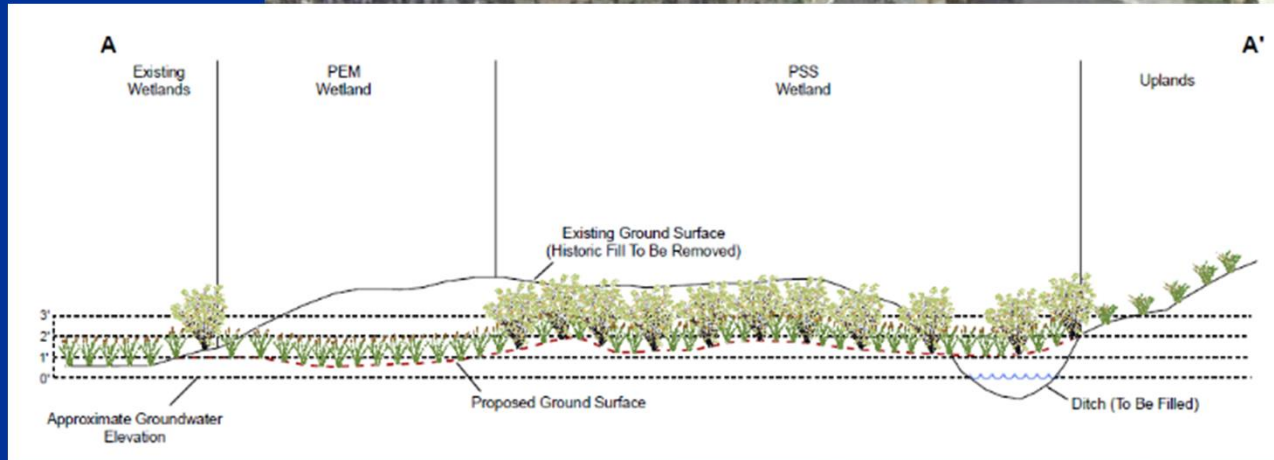 A
A'
Existing
Wetlands
PEM
Wetland
PSS
Wetland
Uplands
Existing Ground Surface
(Historic Fill To Be Removed)
3'
2'
1'
0'
Approximate Groundwater
Elevation
Proposed Ground Surface
Ditch (To Be Filled)